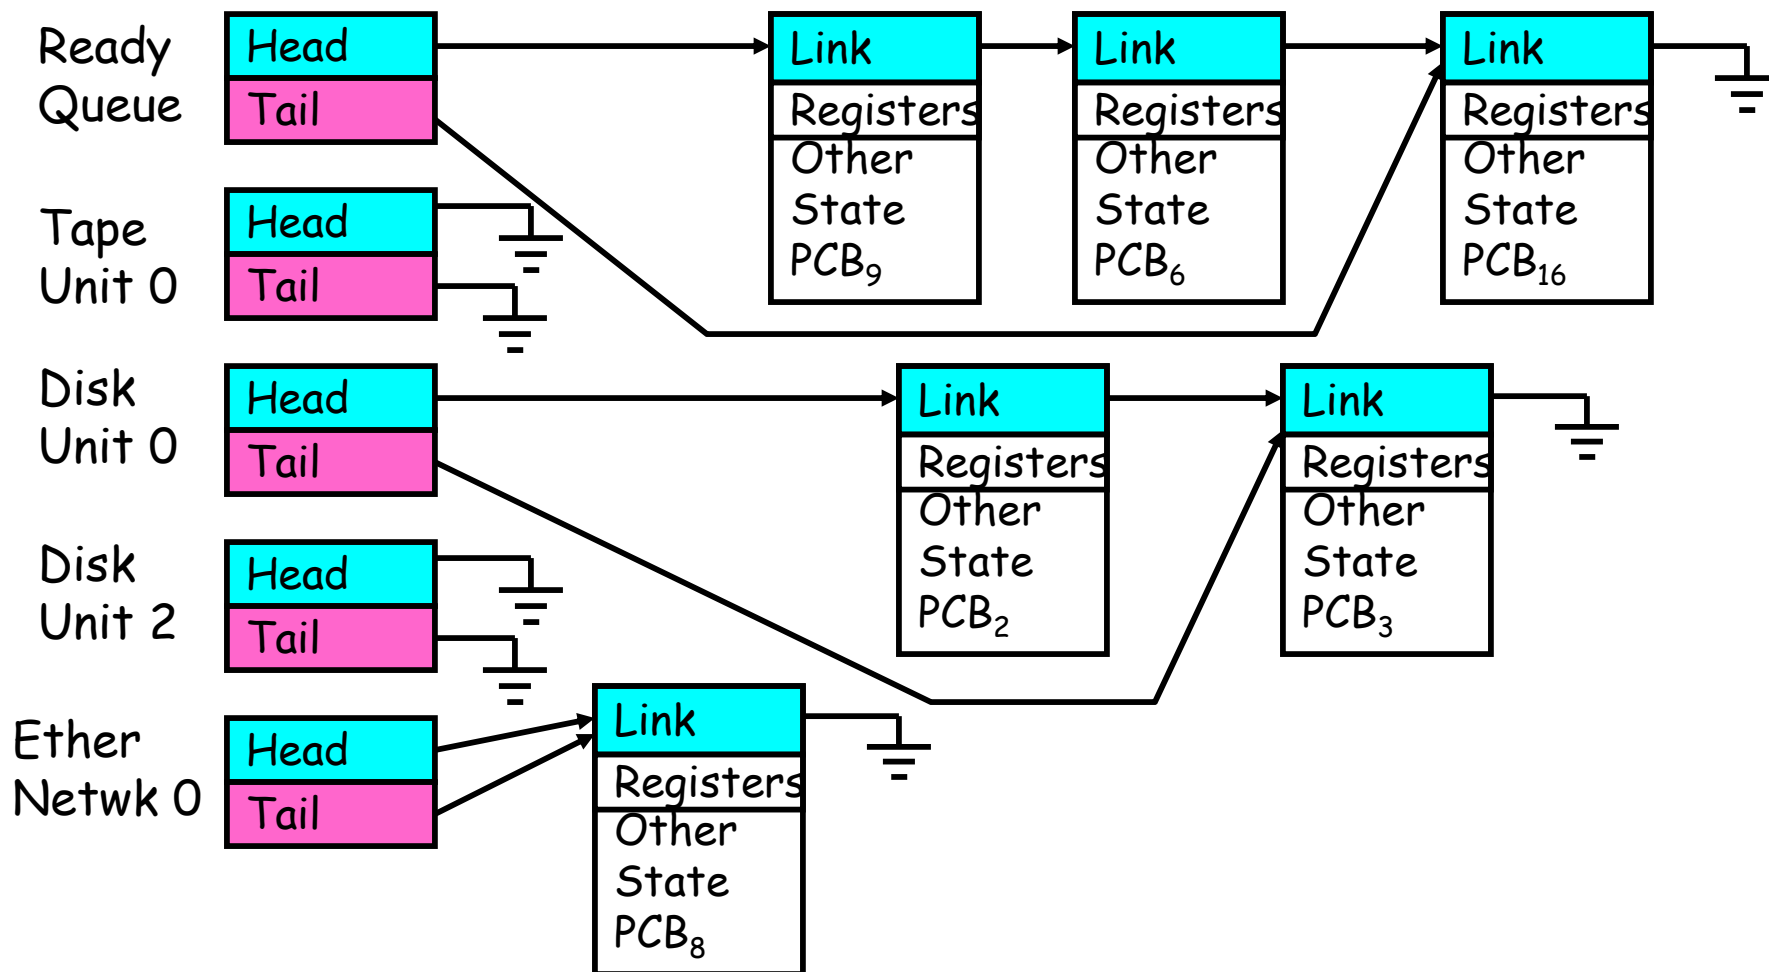 Ready
Queue
Head
Tail
Link
Registers
Other
State
PCB₉
Link
Registers
Other
State
PCB₆
Link
Registers
Other
State
PCB₁₆
Tape
Unit 0
Head
Tail
Disk
Unit 0
Head
Tail
Link
Registers
Other
State
PCB₂
Link
Registers
Other
State
PCB₃
Disk
Unit 2
Head
Tail
Ether
Netwk 0
Head
Tail
Link
Registers
Other
State
PCB₈